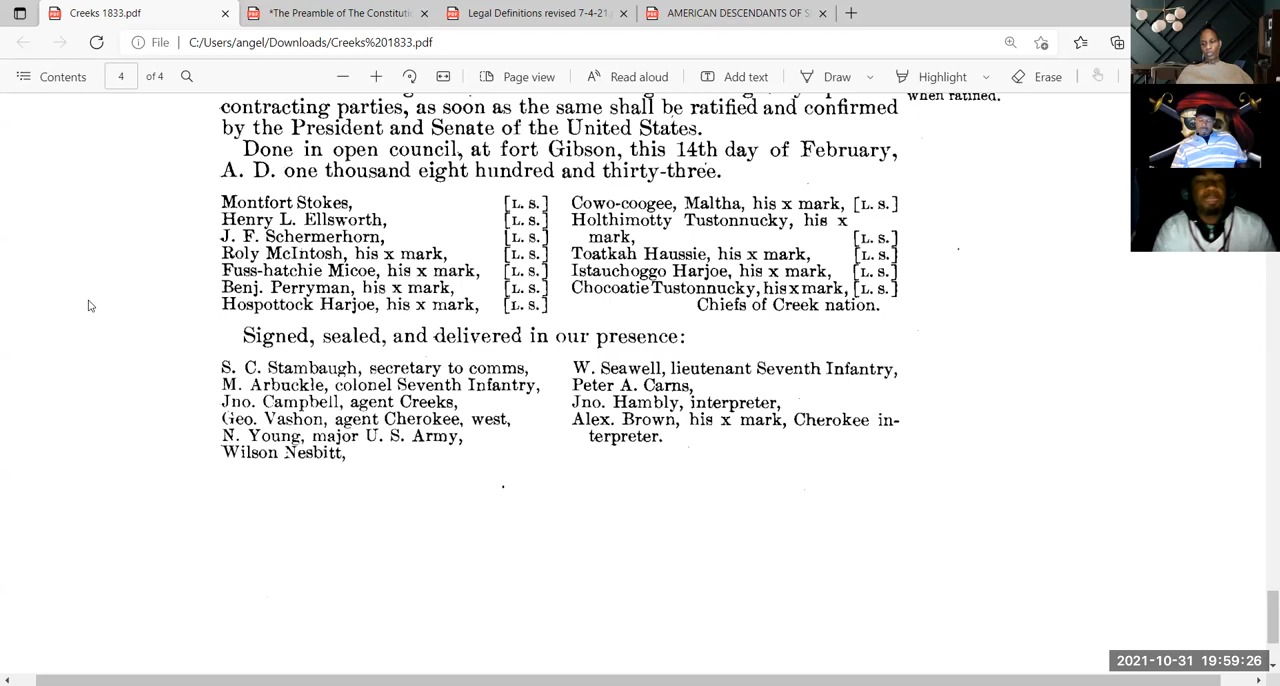 Creeks 1833.pdf
*The Preamble of The Constituti
Legal Definitions revised 7-4-21.
AMERICAN DESCENDANTS OF S
File C:/Users/angel/Downloads/Creeks%201833.pdf
Contents 4 of 4 Page view Read aloud Add text Draw Highlight Erase
contracting parties, as soon as the same shall be ratified and confirmed
when ratified.
by the President and Senate of the United States.
Done in open council, at fort Gibson, this 14th day of February,
A. D. one thousand eight hundred and thirty-three.
Montfort Stokes, [L. S.]
Henry L. Ellsworth, [L. S.]
J. F. Schermerhorn, [L. S.]
Roly McIntosh, his x mark, [L. S.]
Fuss-hatchie Micoe, his x mark, [L. S.]
Benj. Perryman, his x mark, [L. S.]
Hospottock Harjoe, his x mark, [L. S.]
Cowo-coogee, Maltha, his x mark, [L. S.]
Holthimotty Tustonnucky, his x
mark, [L. S.]
Toatkah Haussie, his x mark, [L. S.]
Istauchoggo Harjoe, his x mark, [L. S.]
Chocoatie Tustonnucky, his x mark, [L. S.]
Chiefs of Creek nation.
Signed, sealed, and delivered in our presence:
S. C. Stambaugh, secretary to comms,
M. Arbuckle, colonel Seventh Infantry,
Jno. Campbell, agent Creeks,
Geo. Vashon, agent Cherokee, west,
N. Young, major U. S. Army,
Wilson Nesbitt,
W. Seawell, lieutenant Seventh Infantry,
Peter A. Carns,
Jno. Hambly, interpreter,
Alex. Brown, his x mark, Cherokee in-
terpreter.
2021-10-31 19:59:26